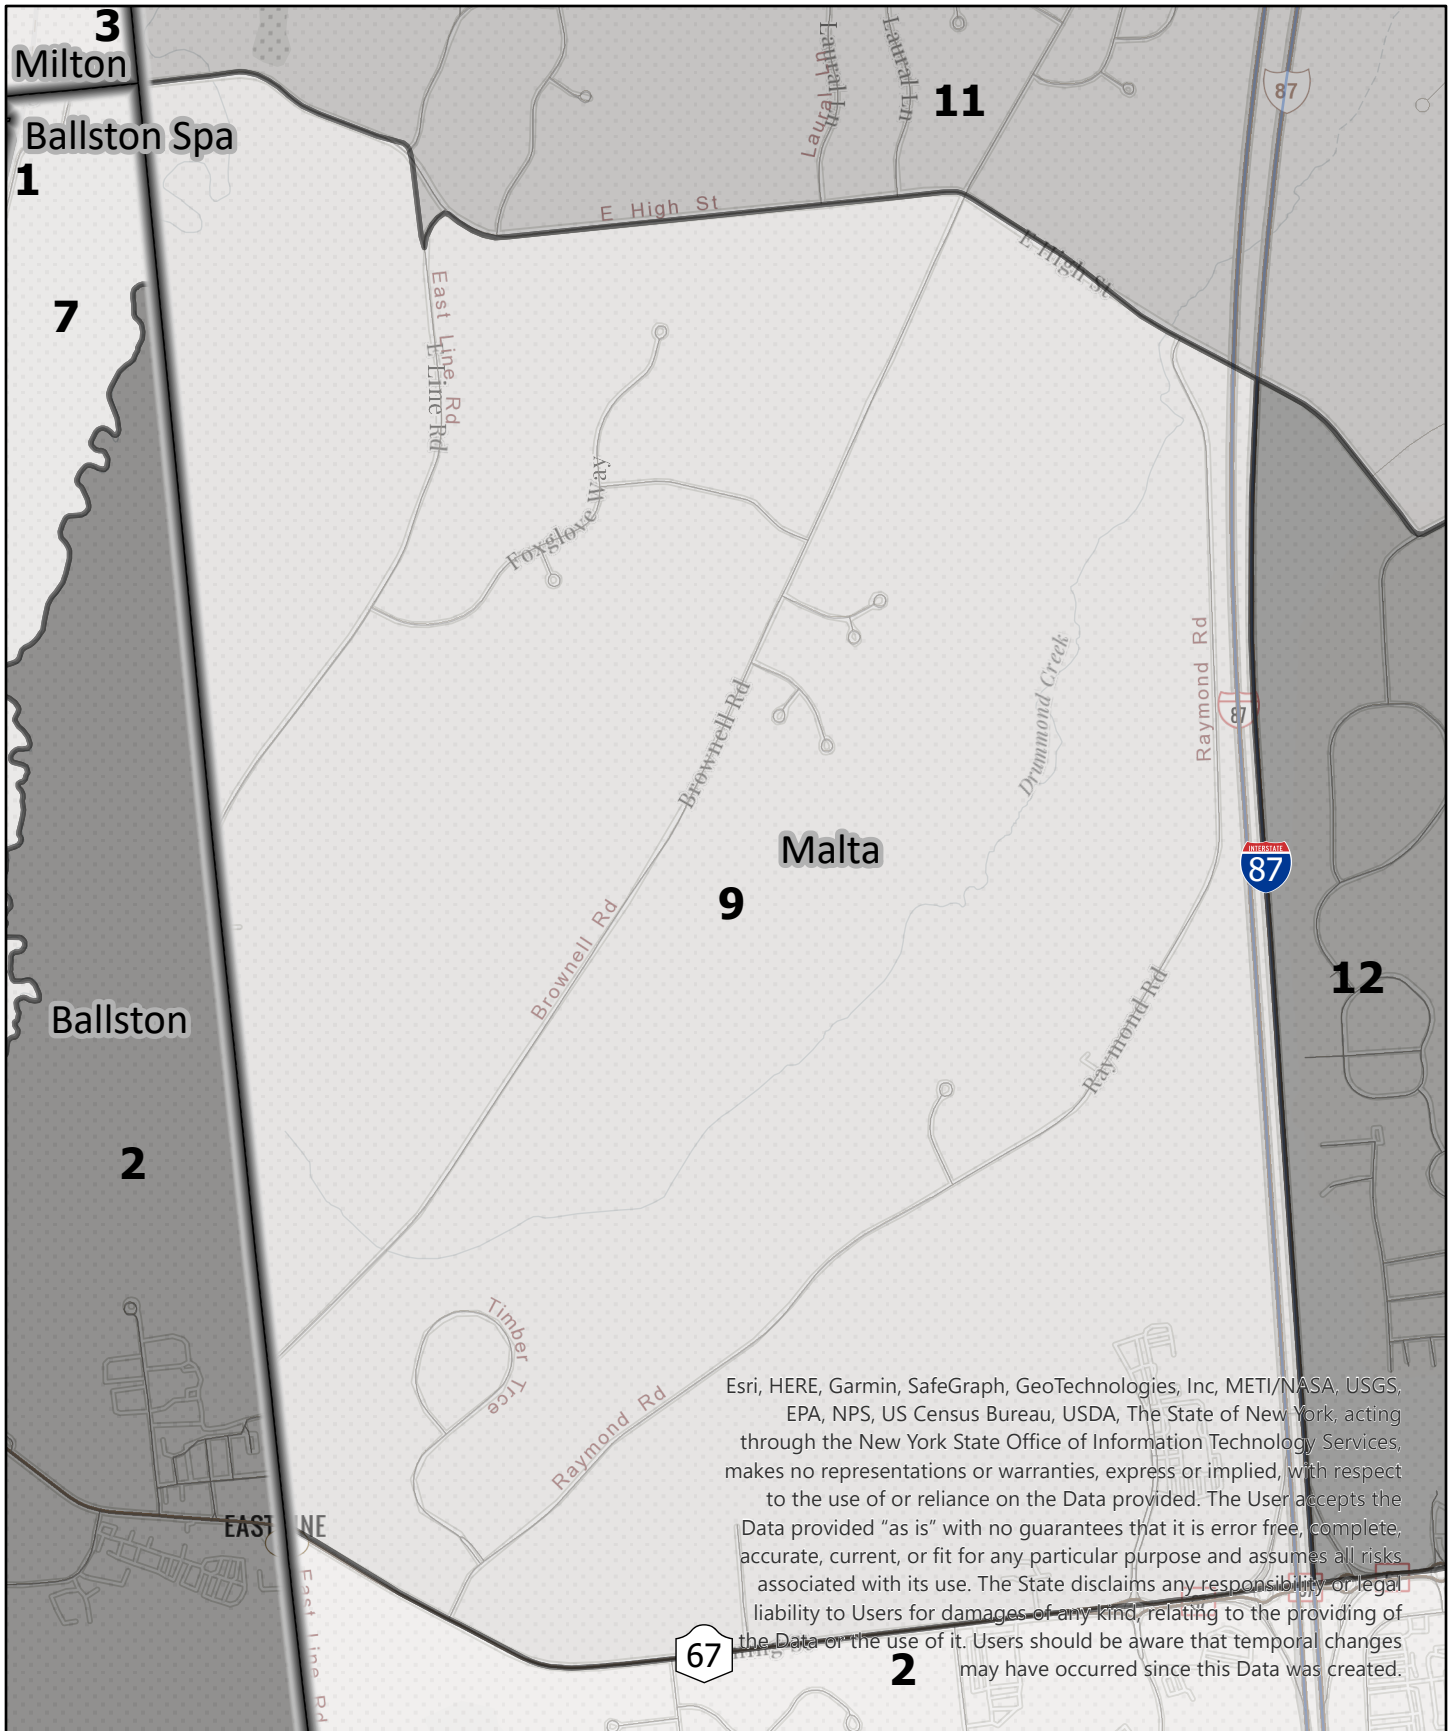 3
Milton
Ballston Spa
1
7
Laural Ln
Laural Ln
Laural Ln
11
87
E High St
E High St
East Line Rd
E Line Rd
Foxglove Way
Brownell Rd
Drummond Creek
Raymond Rd
87
Malta
9
INTERSTATE
87
Brownell Rd
12
Ballston
Raymond Rd
2
Timber Trce
Raymond Rd
Esri, HERE, Garmin, SafeGraph, GeoTechnologies, Inc, METI/NASA, USGS,
EPA, NPS, US Census Bureau, USDA, The State of New York, acting
through the New York State Office of Information Technology Services,
makes no representations or warranties, express or implied, with respect
to the use of or reliance on the Data provided. The User accepts the
Data provided “as is” with no guarantees that it is error free, complete,
accurate, current, or fit for any particular purpose and assumes all risks
associated with its use. The State disclaims any responsibility or legal
liability to Users for damages of any kind, relating to the providing of
the Data or the use of it. Users should be aware that temporal changes
may have occurred since this Data was created.
East Line Rd
67
2